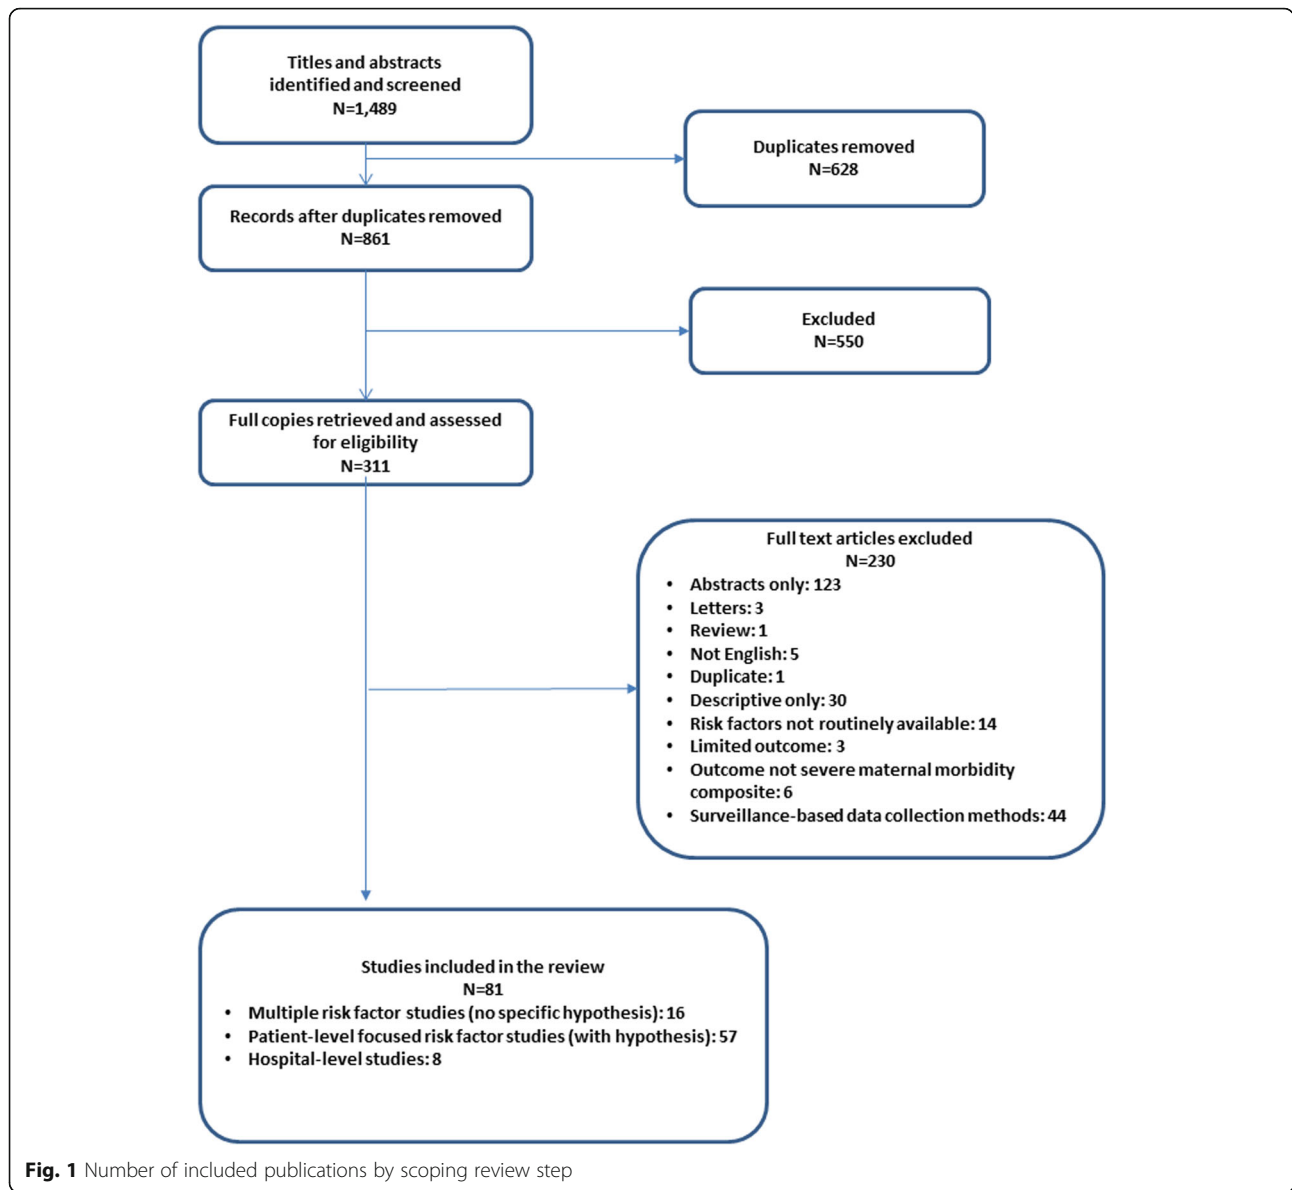 Titles and abstracts
identified and screened
N=1,489
Duplicates removed
N=628
Records after duplicates removed
N=861
Excluded
N=550
Full copies retrieved and assessed
for eligibility
N=311
Full text articles excluded
N=230
• Abstracts only: 123
• Letters: 3
• Review: 1
• Not English: 5
• Duplicate: 1
• Descriptive only: 30
• Risk factors not routinely available: 14
• Limited outcome: 3
• Outcome not severe maternal morbidity
composite: 6
• Surveillance-based data collection methods: 44
Studies included in the review
N=81
• Multiple risk factor studies (no specific hypothesis): 16
• Patient-level focused risk factor studies (with hypothesis): 57
• Hospital-level studies: 8
Fig. 1 Number of included publications by scoping review step